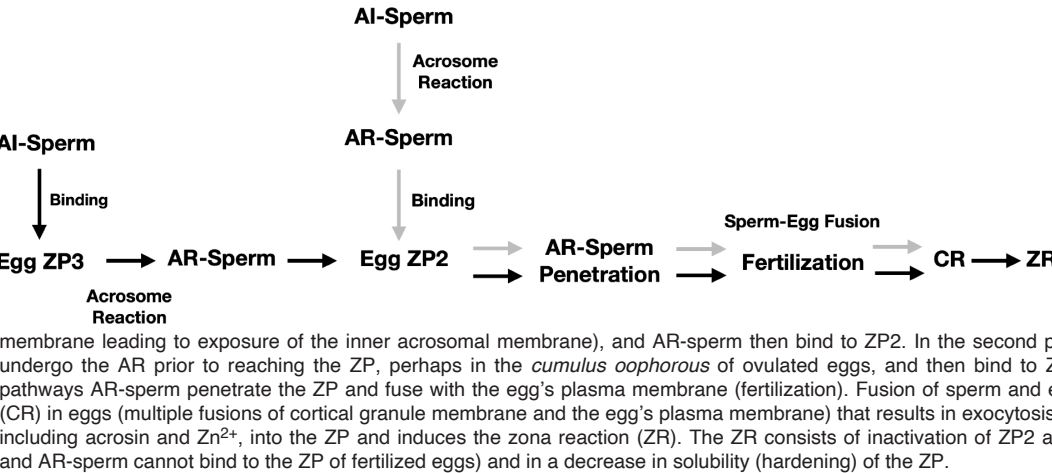 AI-Sperm
Acrosome
Reaction
AI-Sperm
AR-Sperm
Binding
Binding
Sperm-Egg Fusion
Egg ZP3
AR-Sperm
Egg ZP2
AR-Sperm
Penetration
Fertilization
CR
ZR
Acrosome
Reaction
membrane leading to exposure of the inner acrosomal membrane), and AR-sperm then bind to ZP2. In the second
undergo the AR prior to reaching the ZP, perhaps in the cumulus oophorous of ovulated eggs, and then bind to
pathways AR-sperm penetrate the ZP and fuse with the egg's plasma membrane (fertilization). Fusion of sperm and
(CR) in eggs (multiple fusions of cortical granule membrane and the egg's plasma membrane) that results in exocytosis
including acrosin and Zn²⁺, into the ZP and induces the zona reaction (ZR). The ZR consists of inactivation of ZP2
and AR-sperm cannot bind to the ZP of fertilized eggs) and in a decrease in solubility (hardening) of the ZP.